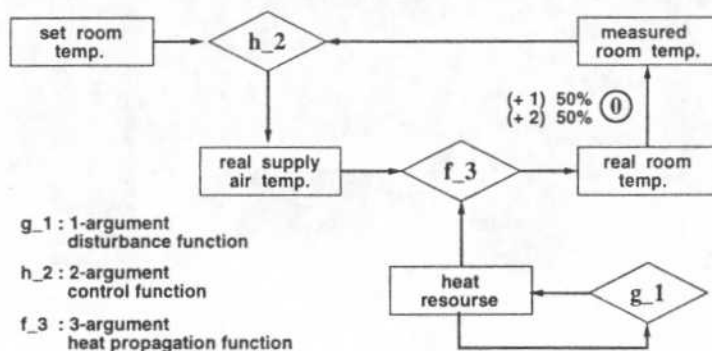 set room
temp.
h_2
measured
room temp.
(+ 1) 50%
(+ 2) 50%
0
real supply
air temp.
f_3
real room
temp.
g_1 : 1-argument
disturbance function
h_2 : 2-argument
control function
f_3 : 3-argument
heat propagation function
heat
resourse
g_1